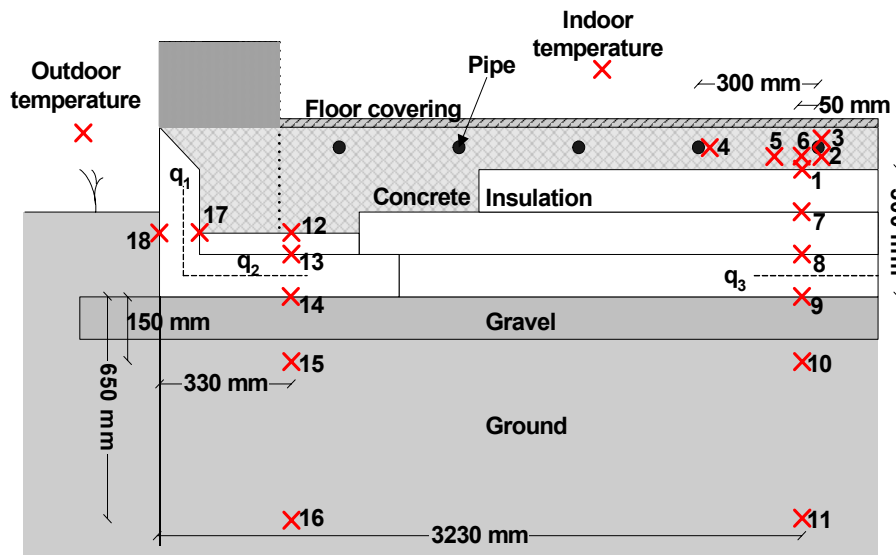 Indoor
temperature
Outdoor
temperature
Pipe
300 mm
50 mm
Floor covering
3
5
6
4
2
q1
1
Concrete
Insulation
300 mm
17
12
7
18
q2
13
8
q3
14
9
150 mm
Gravel
15
10
650 mm
330 mm
Ground
16
11
3230 mm